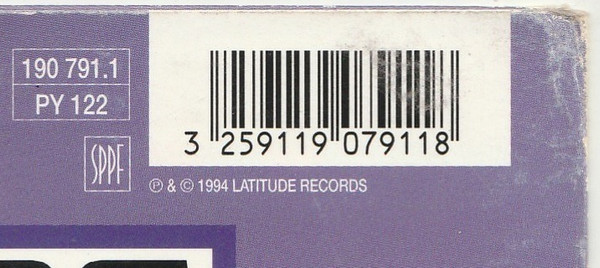 190 791.1
PY 122
3 259119 079118
SPPF
℗ & © 1994 LATITUDE RECORDS